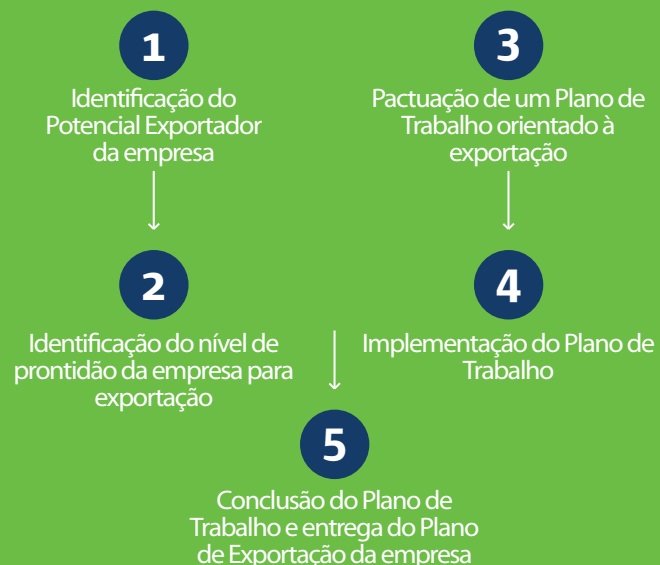 1
Identificação do
Potencial Exportador
da empresa
2
Identificação do nível de
prontidão da empresa para
exportação
3
Pactuação de um Plano de
Trabalho orientado à
exportação
4
Implementação do Plano de
Trabalho
5
Conclusão do Plano de
Trabalho e entrega do Plano
de Exportação da empresa